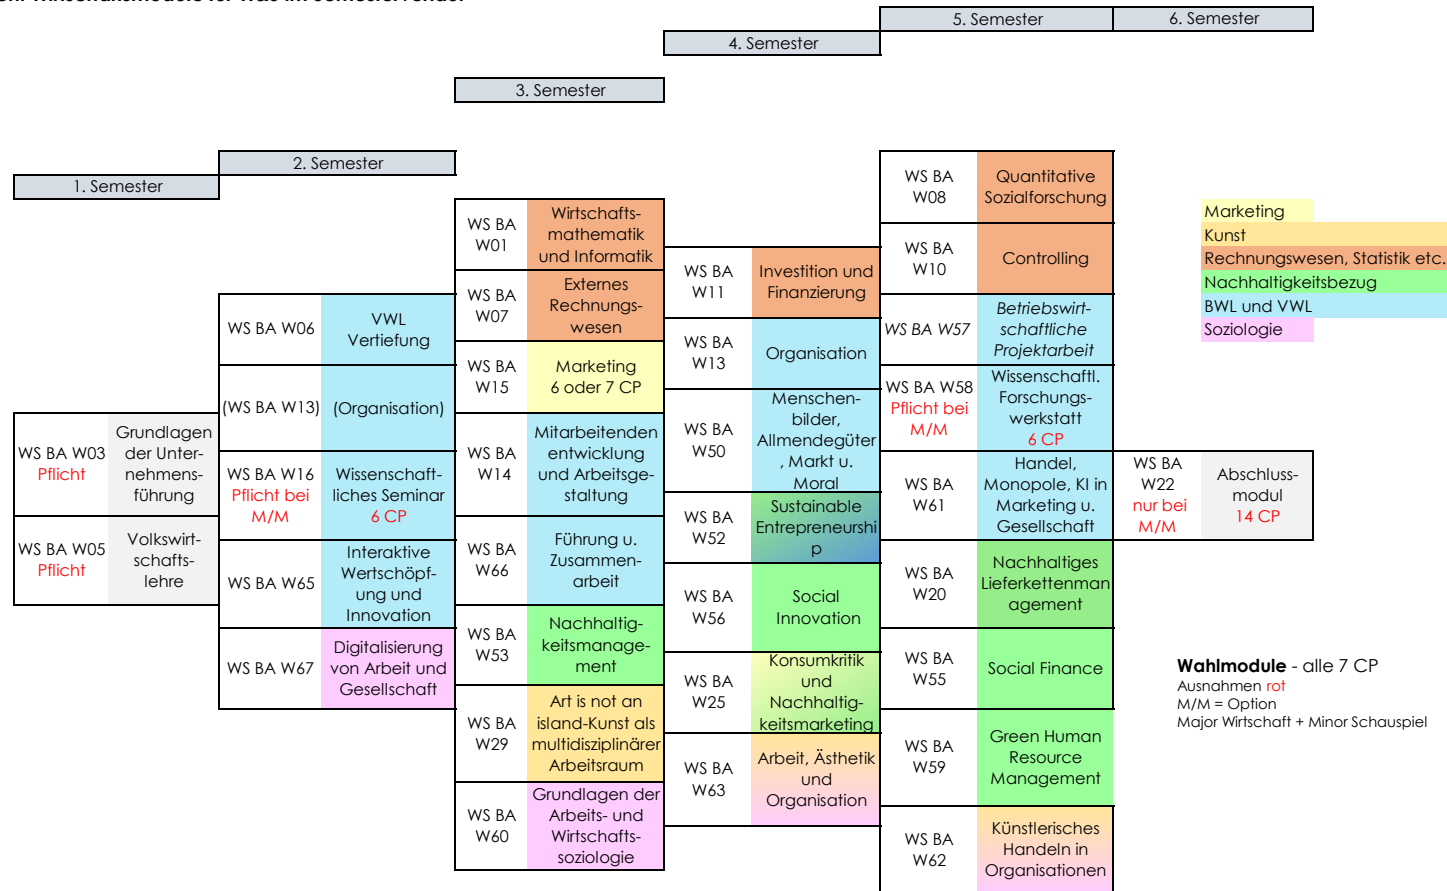 5. Semester
6. Semester
4. Semester
3. Semester
2. Semester
1. Semester
WS BA W03
Pflicht
Grundlagen
der Unter-
nehmens-
führung
WS BA W05
Pflicht
Volkswirt-
schafts-
lehre
WS BA W06
VWL
Vertiefung
(WS BA W13)
(Organisation)
WS BA W16
Pflicht bei
M/M
Wissenschaft-
liches Seminar
6 CP
WS BA W65
Interaktive
Wertschöpf-
ung und
Innovation
WS BA W67
Digitalisierung
von Arbeit und
Gesellschaft
WS BA
W01
Wirtschafts-
mathematik
und Informatik
WS BA
W07
Externes
Rechnungs-
wesen
WS BA
W15
Marketing
6 oder 7 CP
WS BA
W14
Mitarbeitenden
entwicklung
und Arbeitsge-
staltung
WS BA
W66
Führung u.
Zusammen-
arbeit
WS BA
W53
Nachhaltig-
keitsmanage-
ment
WS BA
W29
Art is not an
island-Kunst als
multidisziplinärer
Arbeitsraum
WS BA
W60
Grundlagen der
Arbeits- und
Wirtschafts-
soziologie
WS BA
W11
Investition und
Finanzierung
WS BA
W13
Organisation
WS BA
W50
Menschen-
bilder,
Allmendegüter
, Markt u.
Moral
WS BA
W52
Sustainable
Entrepreneurshi
p
WS BA
W56
Social
Innovation
WS BA
W25
Konsumkritik
und
Nachhaltig-
keitsmarketing
WS BA
W63
Arbeit, Ästhetik
und
Organisation
WS BA
W08
Quantitative
Sozialforschung
WS BA
W10
Controlling
WS BA W57
Betriebswirt-
schaftliche
Projektarbeit
WS BA W58
Pflicht bei
M/M
Wissenschaftl.
Forschungs-
werkstatt
6 CP
WS BA
W61
Handel,
Monopole, KI in
Marketing u.
Gesellschaft
WS BA
W20
Nachhaltiges
Lieferkettenman
agement
WS BA
W55
Social Finance
WS BA
W59
Green Human
Resource
Management
WS BA
W62
Künstlerisches
Handeln in
Organisationen
WS BA
W22
nur bei
M/M
Abschluss-
modul
14 CP
Marketing
Kunst
Rechnungswesen, Statistik etc.
Nachhaltigkeitsbezug
BWL und VWL
Soziologie
Wahlmodule - alle 7 CP
Ausnahmen rot
M/M = Option
Major Wirtschaft + Minor Schauspiel